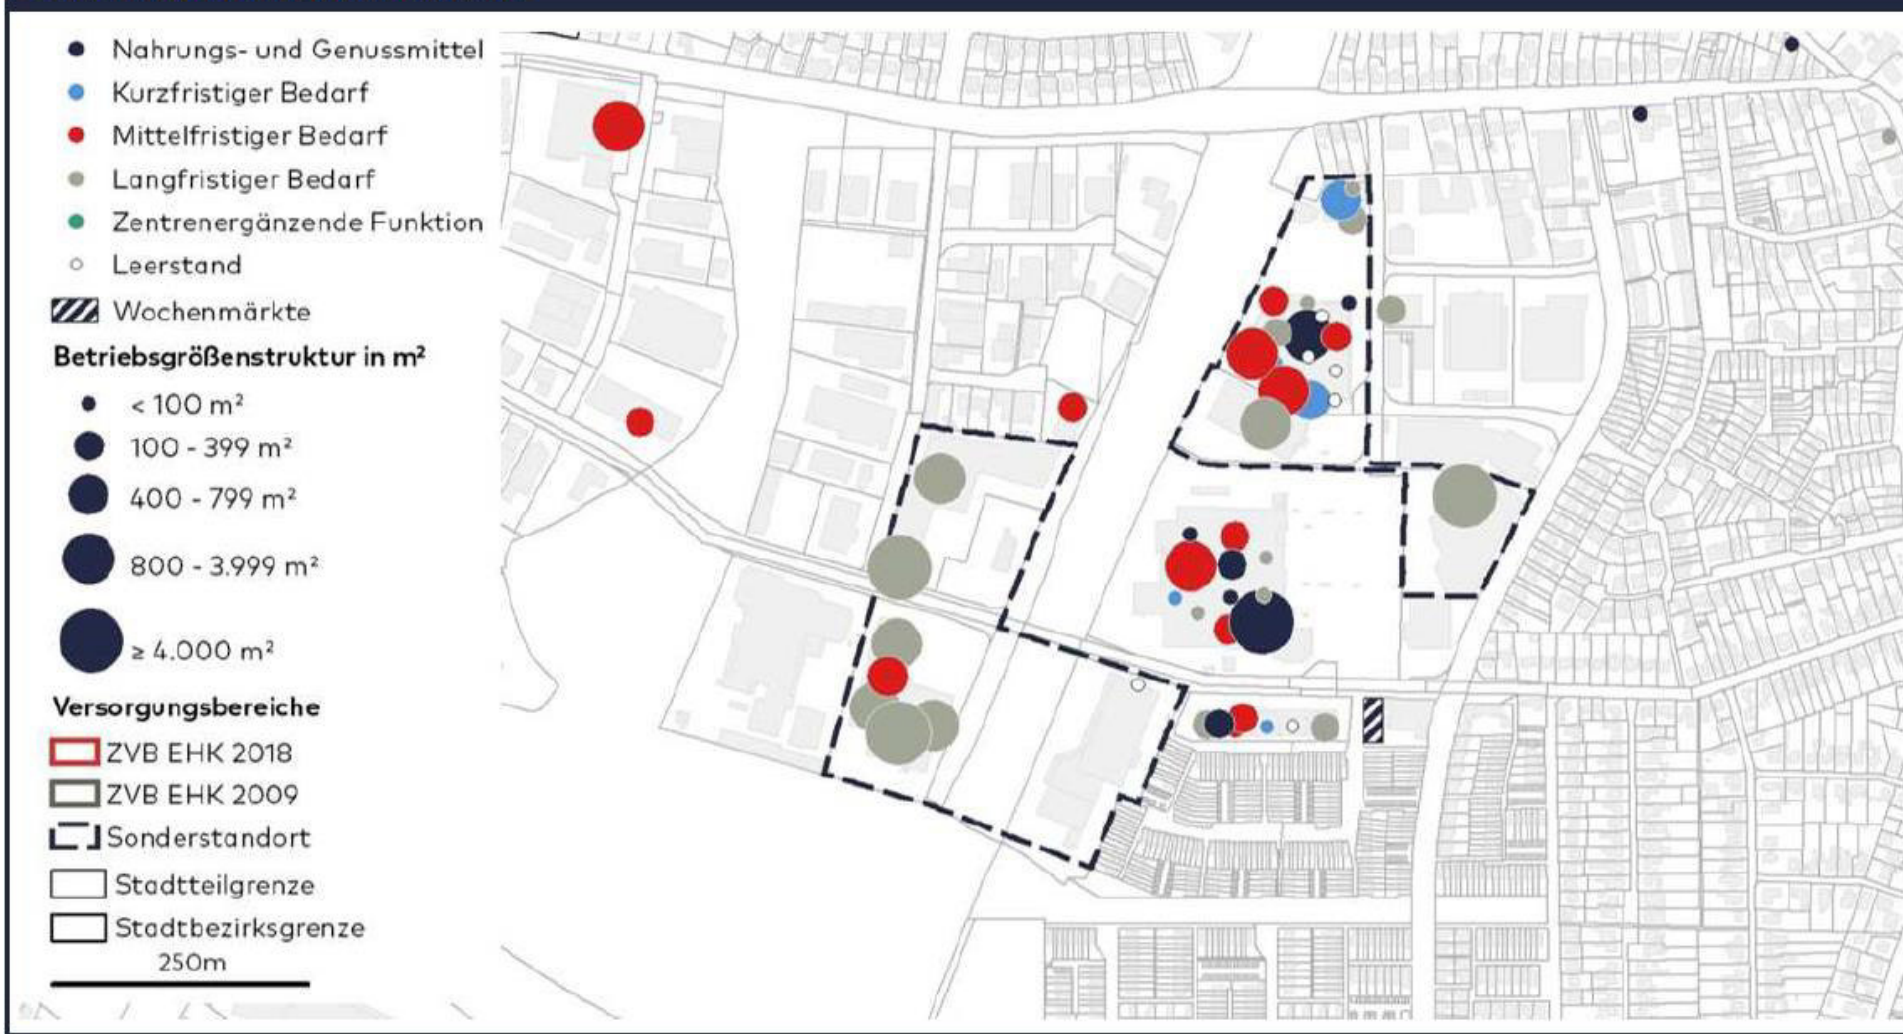 Nahrungs- und Genussmittel
Kurzfristiger Bedarf
Mittelfristiger Bedarf
Langfristiger Bedarf
Zentrenergänzende Funktion
Leerstand
Wochenmärkte
Betriebsgrößenstruktur in m²
< 100 m²
100 - 399 m²
400 - 799 m²
800 - 3.999 m²
≥ 4.000 m²
Versorgungsbereiche
ZVB EHK 2018
ZVB EHK 2009
Sonderstandort
Stadtteilgrenze
Stadtbezirksgrenze
250m